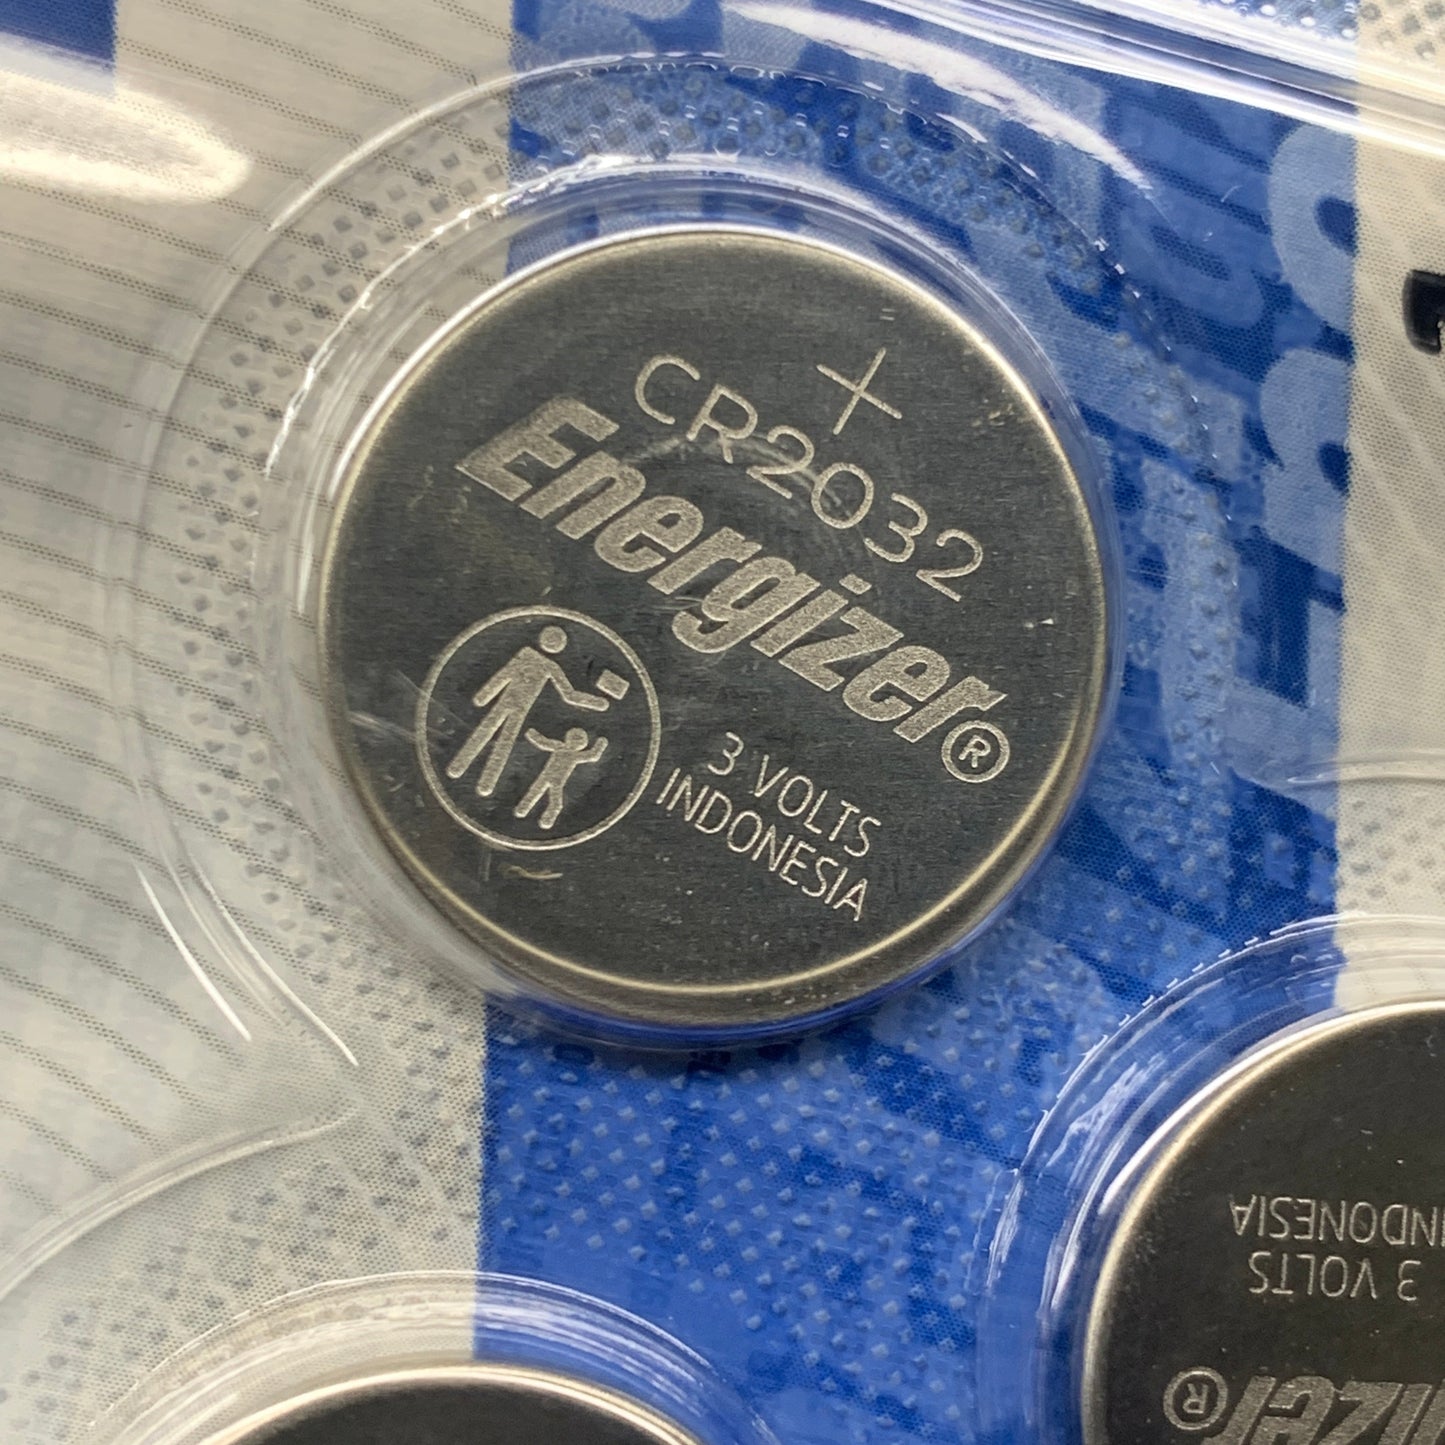 +
CR2032
Energizer®
3 VOLTS
INDONESIA
INDONESIA
3 VOLTS